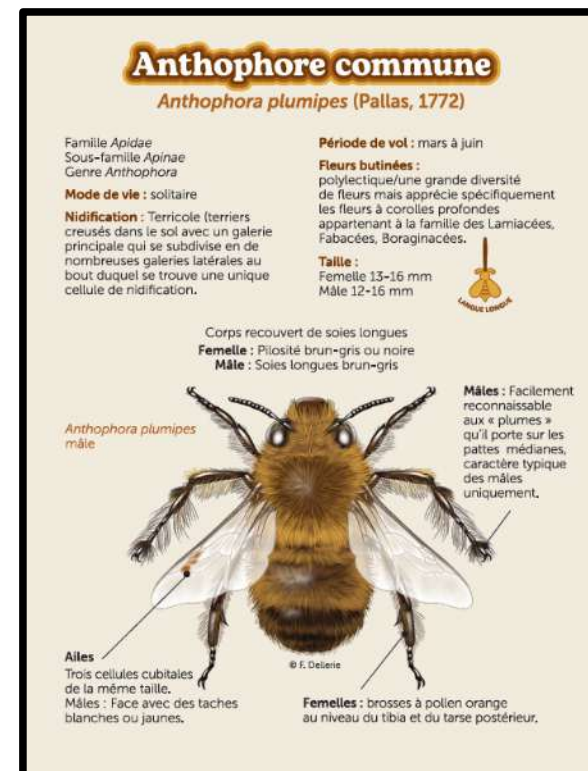 Anthophore commune
Anthophora plumipes (Pallas, 1772)
Famille Apidae
Sous-famille Apinae
Genre Anthophora
Mode de vie : solitaire
Nidification : Terricole (terriers
creusés dans le sol avec un galerie
principale qui se subdivise en de
nombreuses galeries latérales au
bout duquel se trouve une unique
cellule de nidification.
Période de vol : mars à juin
Fleurs butinées :
polylectique/une grande diversité
de fleurs mais apprécie spécifiquement
les fleurs à corolles profondes
appartenant à la famille des Lamiacées,
Fabacées, Boraginacées.
Taille :
Femelle 13-16 mm
Mâle 12-16 mm
LANGUE LONGUE
Corps recouvert de soies longues
Femelle : Pilosité brun-gris ou noire
Mâle : Soies longues brun-gris
Anthophora plumipes
mâle
Mâles : Facilement
reconnaissable
aux « plumes »
qu'il porte sur les
pattes médianes,
caractère typique
des mâles
uniquement.
Ailes
Trois cellules cubitales
de la même taille.
Mâles : Face avec des taches
blanches ou jaunes.
© F. Dellerie
Femelles : brosses à pollen orange
au niveau du tibia et du tarse postérieur.